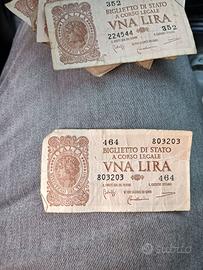 352
BIGLIETTO DI STATO
A CORSO LEGALE
VNA LIRA
224544
352
464
803203
BIGLIETTO DI STATO
A CORSO LEGALE
VNA LIRA
803203
464